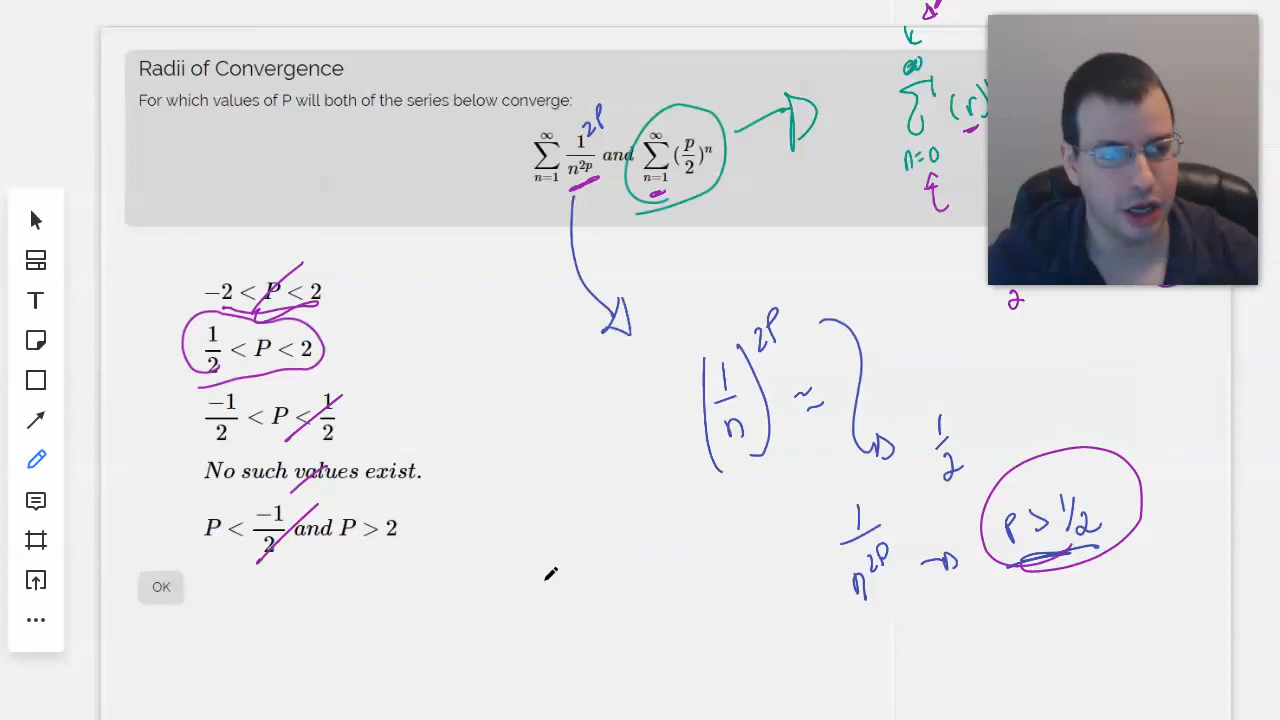 Radii of Convergence
For which values of P will both of the series below converge:
2P
∑_{n=1}^{∞} 1/n^{2p} and ∑_{n=1}^{∞} (p/2)^n
∞
∑ (r)
n=0
-2 < P < 2
1/2 < P < 2
-1/2 < P < 1/2
No such values exist.
P < -1/2 and P > 2
OK
2
(1/n)^{2P} ≈
1/2
1/n^{2P} → P > 1/2
T